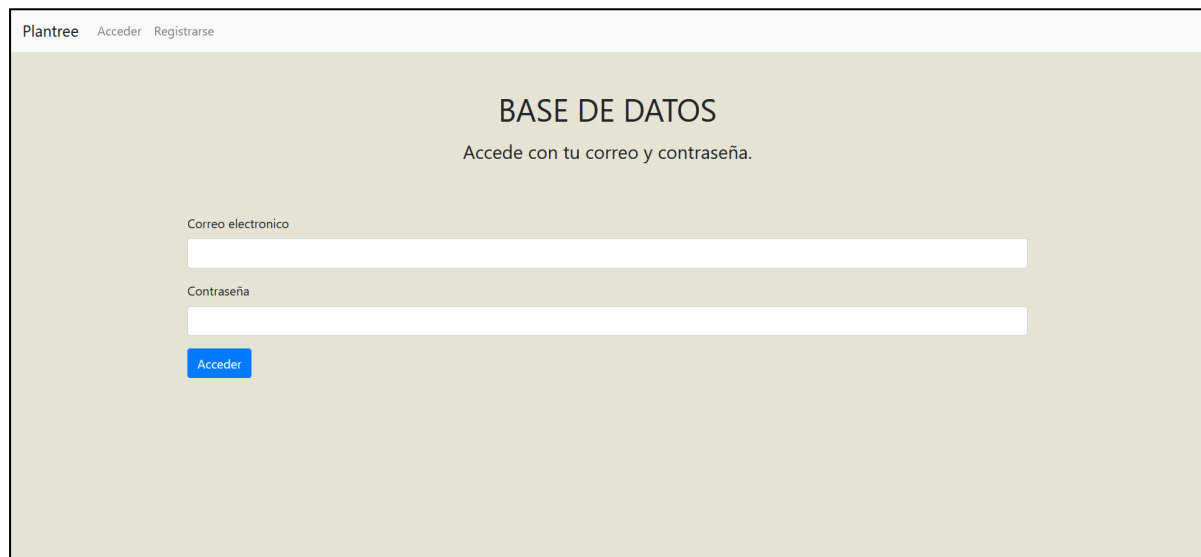 Plantree Acceder Registrarse
BASE DE DATOS
Accede con tu correo y contraseña.
Correo electronico
Contraseña
Acceder